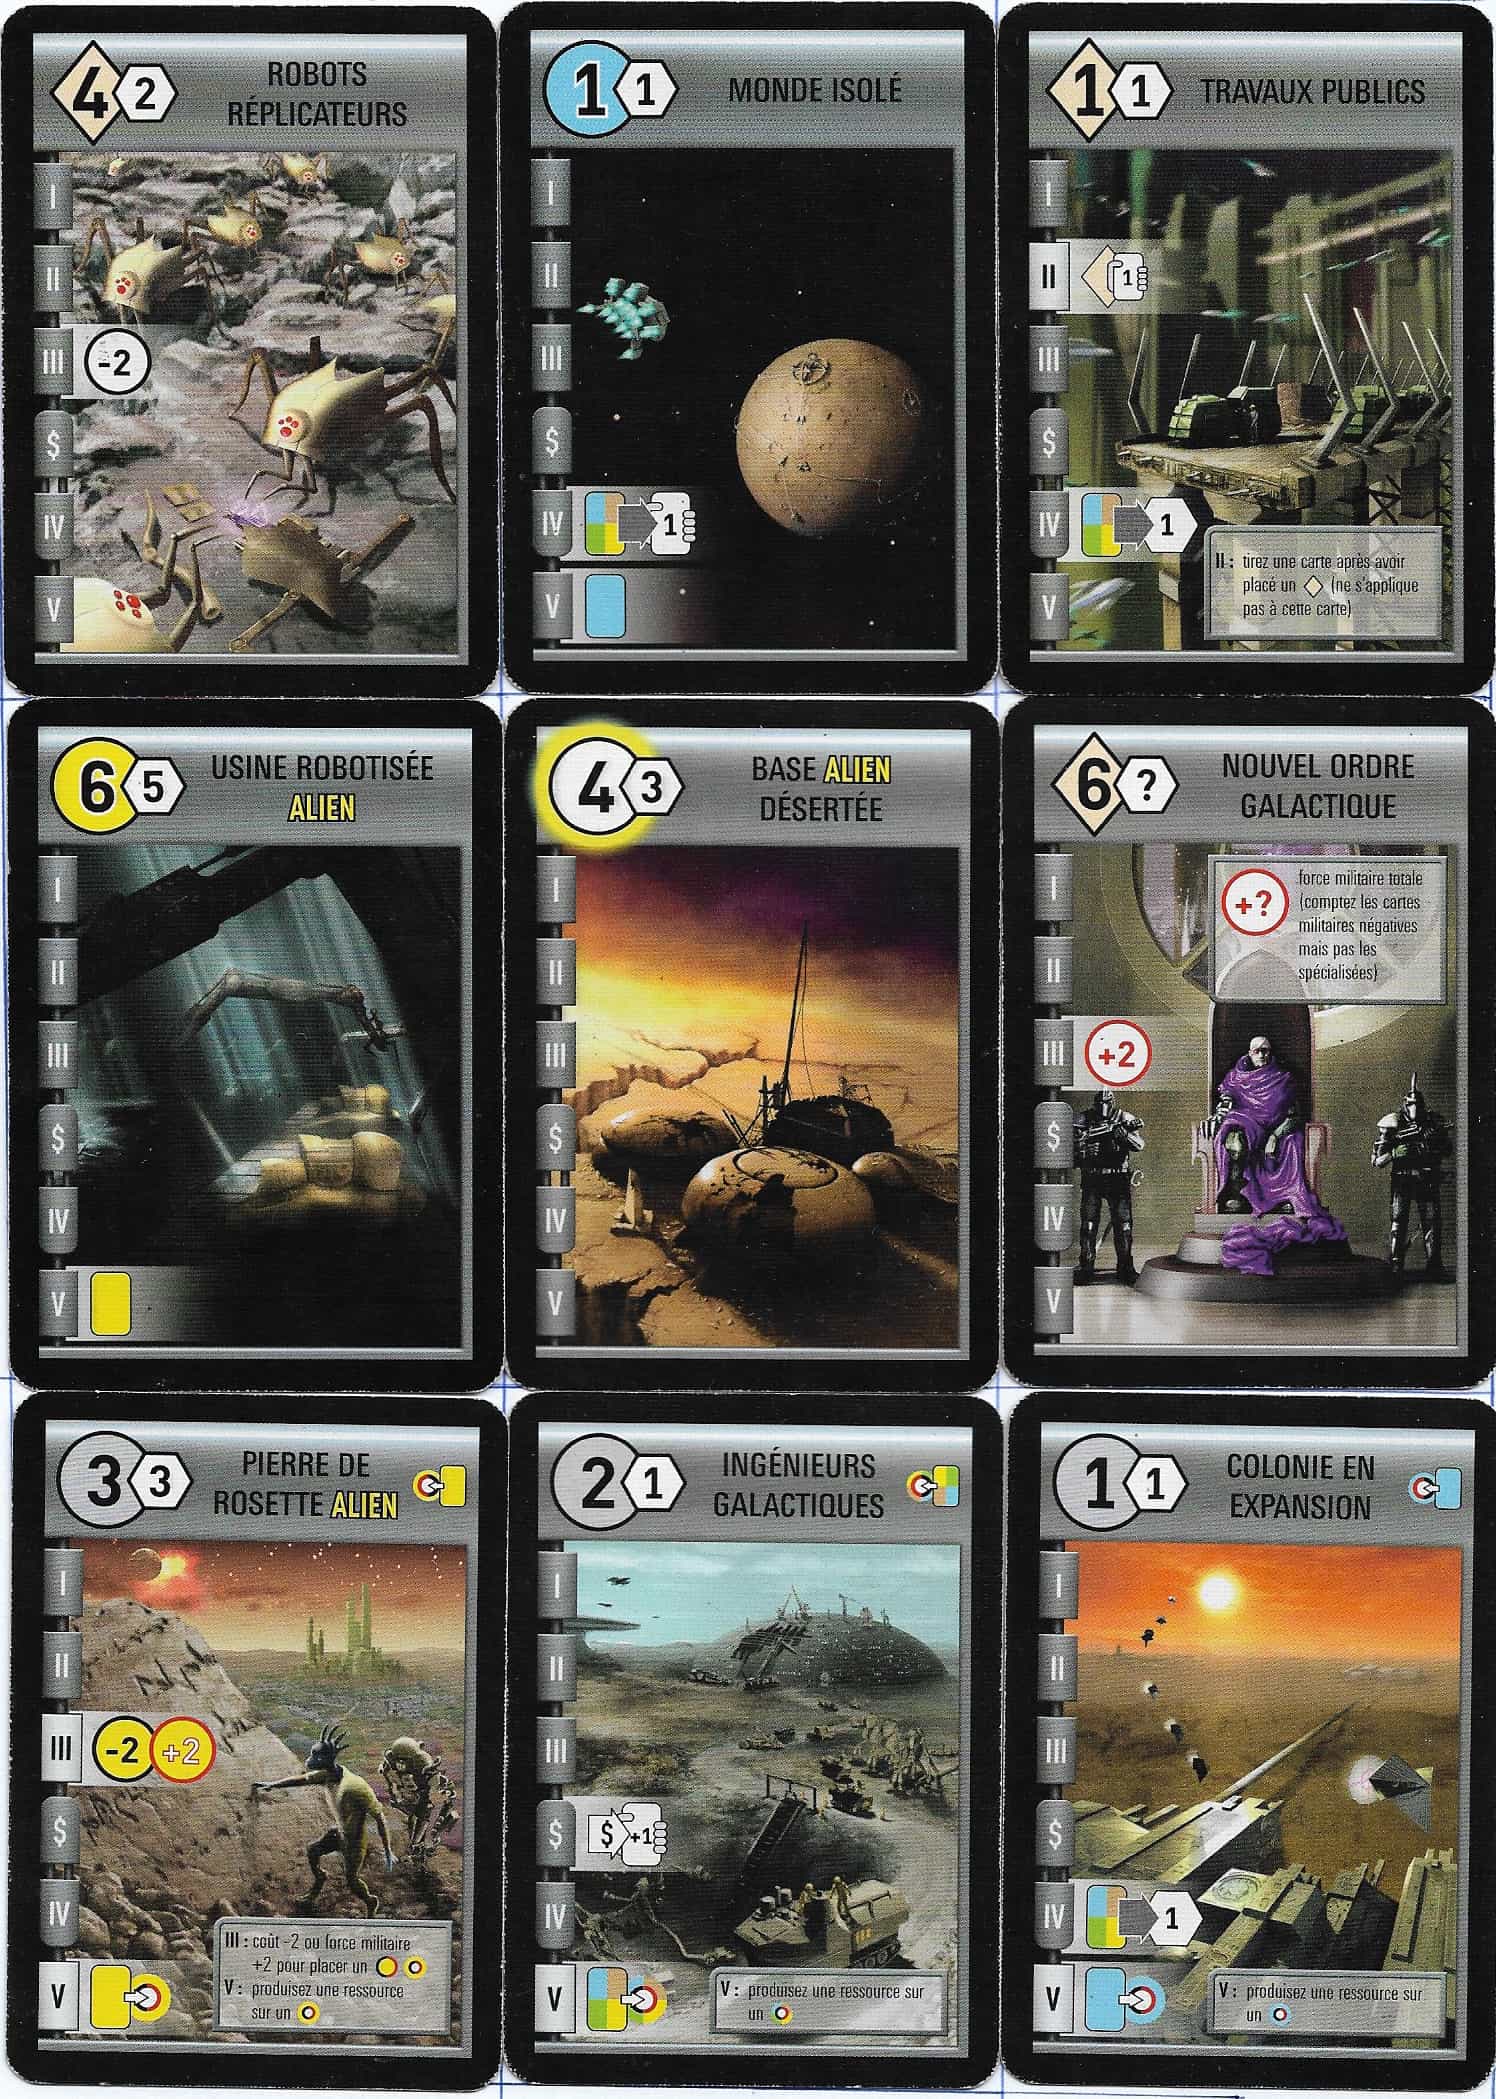 4 2 ROBOTS
RÉPLICATEURS
I
II
III -2
$
IV
V
1 1 MONDE ISOLÉ
I
II
III
$
IV 1
V
1 1 TRAVAUX PUBLICS
I
II 1
III
$
IV 1
V
II : tirez une carte après avoir
placé un (ne s'applique
pas à cette carte)
6 5 USINE ROBOTISÉE
ALIEN
I
II
III
$
IV
V
4 3 BASE ALIEN
DÉSERTÉE
I
II
III
$
IV
V
6 ? NOUVEL ORDRE
GALACTIQUE
+? force militaire totale
(comptez les cartes
militaires négatives
mais pas les
spécialisées)
I
II
III +2
$
IV
V
3 3 PIERRE DE
ROSETTE ALIEN
I
II
III -2 +2
$
IV
V
III : coût -2 ou force militaire
+2 pour placer un
V : produisez une ressource
sur un
2 1 INGÉNIEURS
GALACTIQUES
I
II
III
$ $ +1
IV
V
V : produisez une ressource sur
un
1 1 COLONIE EN
EXPANSION
I
II
III
$
IV 1
V
V : produisez une ressource sur
un